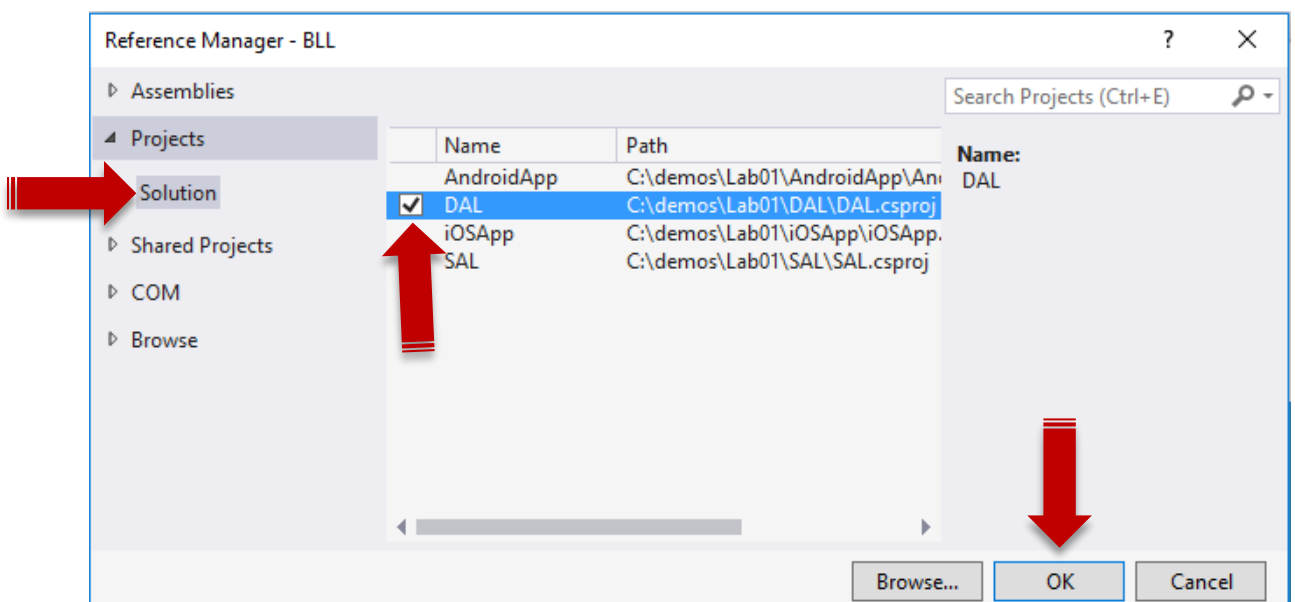 Reference Manager - BLL ? ×
Assemblies
Search Projects (Ctrl+E)
Projects
Solution
Shared Projects
COM
Browse
Name Path
AndroidApp C:\demos\Lab01\AndroidApp\An
DAL C:\demos\Lab01\DAL\DAL.csproj
iOSApp C:\demos\Lab01\iOSApp\iOSApp.
SAL C:\demos\Lab01\SAL\SAL.csproj
Name:
DAL
Browse... OK Cancel